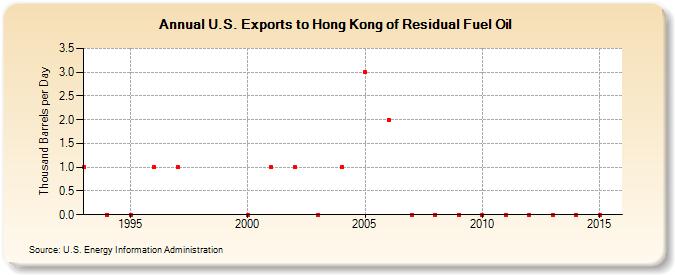 Annual U.S. Exports to Hong Kong of Residual Fuel Oil
Thousand Barrels per Day
3.5
3.0
2.5
2.0
1.5
1.0
0.5
0.0
1995 2000 2005 2010 2015
Source: U.S. Energy Information Administration